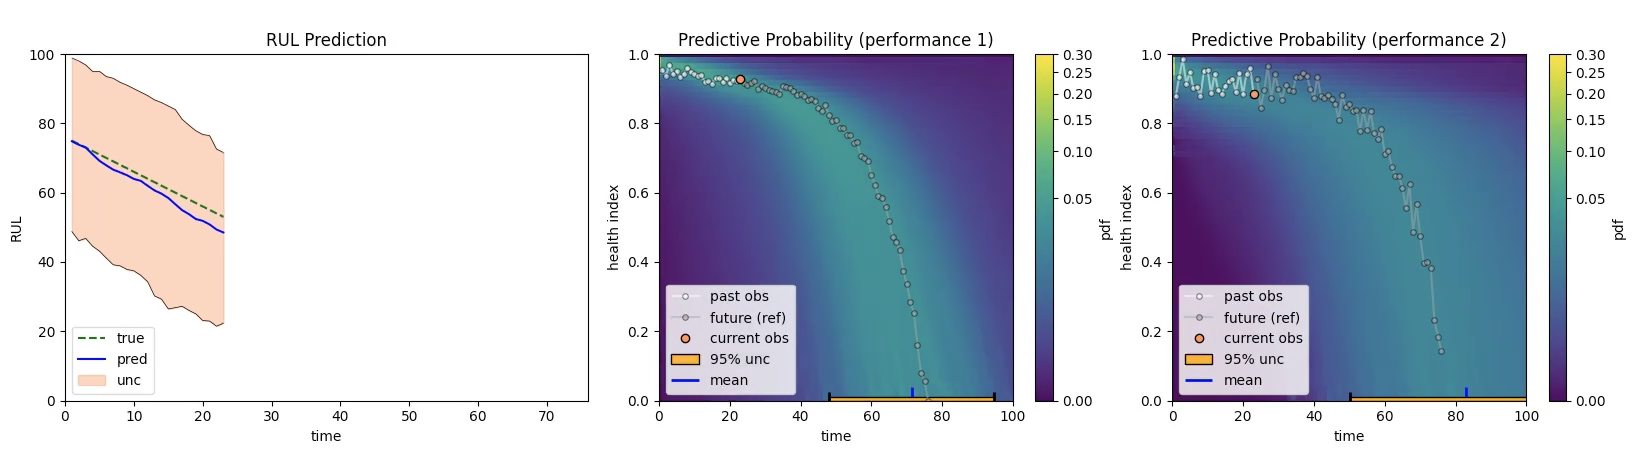 RUL Prediction
100
80
60
40
20
0
RUL
0 10 20 30 40 50 60 70
time
true
pred
unc
Predictive Probability (performance 1)
1.0
0.8
0.6
0.4
0.2
0.0
health index
0 20 40 60 80 100
time
past obs
future (ref)
current obs
95% unc
mean
0.30
0.25
0.20
0.15
0.10
0.05
0.00
pdf
Predictive Probability (performance 2)
1.0
0.8
0.6
0.4
0.2
0.0
health index
0 20 40 60 80 100
time
past obs
future (ref)
current obs
95% unc
mean
0.30
0.25
0.20
0.15
0.10
0.05
0.00
pdf